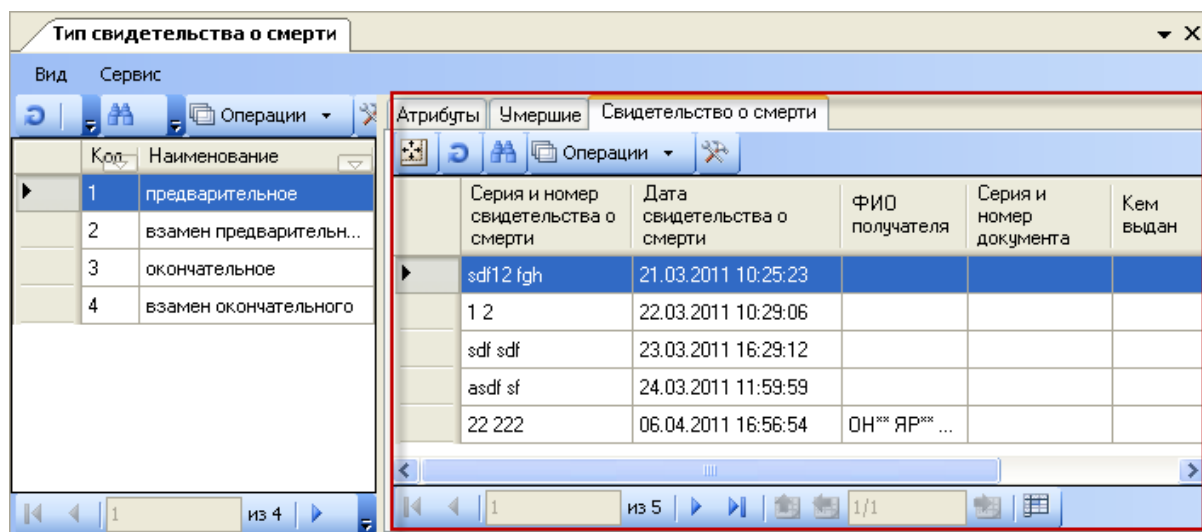 Тип свидетельства о смерти
Вид Сервис
Операции
Код Наименование
1 предварительное
2 взамен предварительн...
3 окончательное
4 взамен окончательного
1 из 4
Атрибуты Умершие Свидетельство о смерти
Операции
Серия и номер свидетельства о смерти Дата свидетельства о смерти ФИО получателя Серия и номер документа Кем выдан
sdf12 fgh 21.03.2011 10:25:23
1 2 22.03.2011 10:29:06
sdf sdf 23.03.2011 16:29:12
asdf sf 24.03.2011 11:59:59
22 222 06.04.2011 16:56:54 ОН** ЯР** ...
1 из 5 1/1